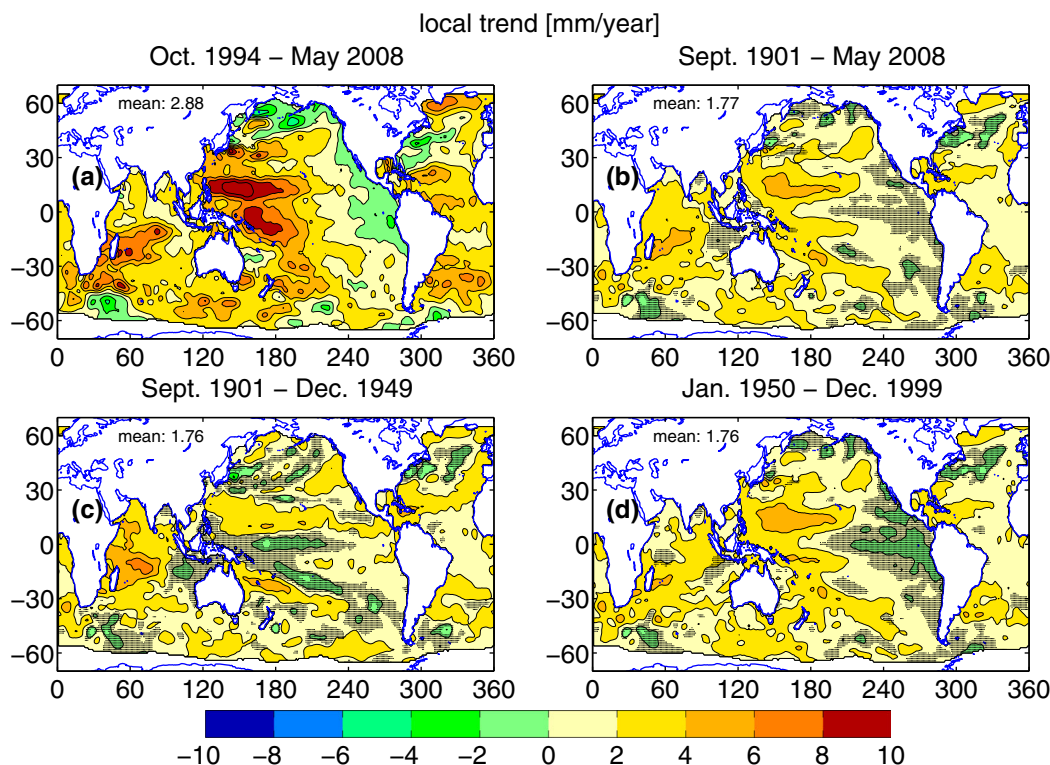 local trend [mm/year]
Oct. 1994 − May 2008
Sept. 1901 − May 2008
60
30
0
−30
−60
mean: 2.88
(a)
0 60 120 180 240 300 360
60
30
0
−30
−60
mean: 1.77
(b)
0 60 120 180 240 300 360
Sept. 1901 − Dec. 1949
Jan. 1950 − Dec. 1999
60
30
0
−30
−60
mean: 1.76
(c)
0 60 120 180 240 300 360
60
30
0
−30
−60
mean: 1.76
(d)
0 60 120 180 240 300 360
−10 −8 −6 −4 −2 0 2 4 6 8 10